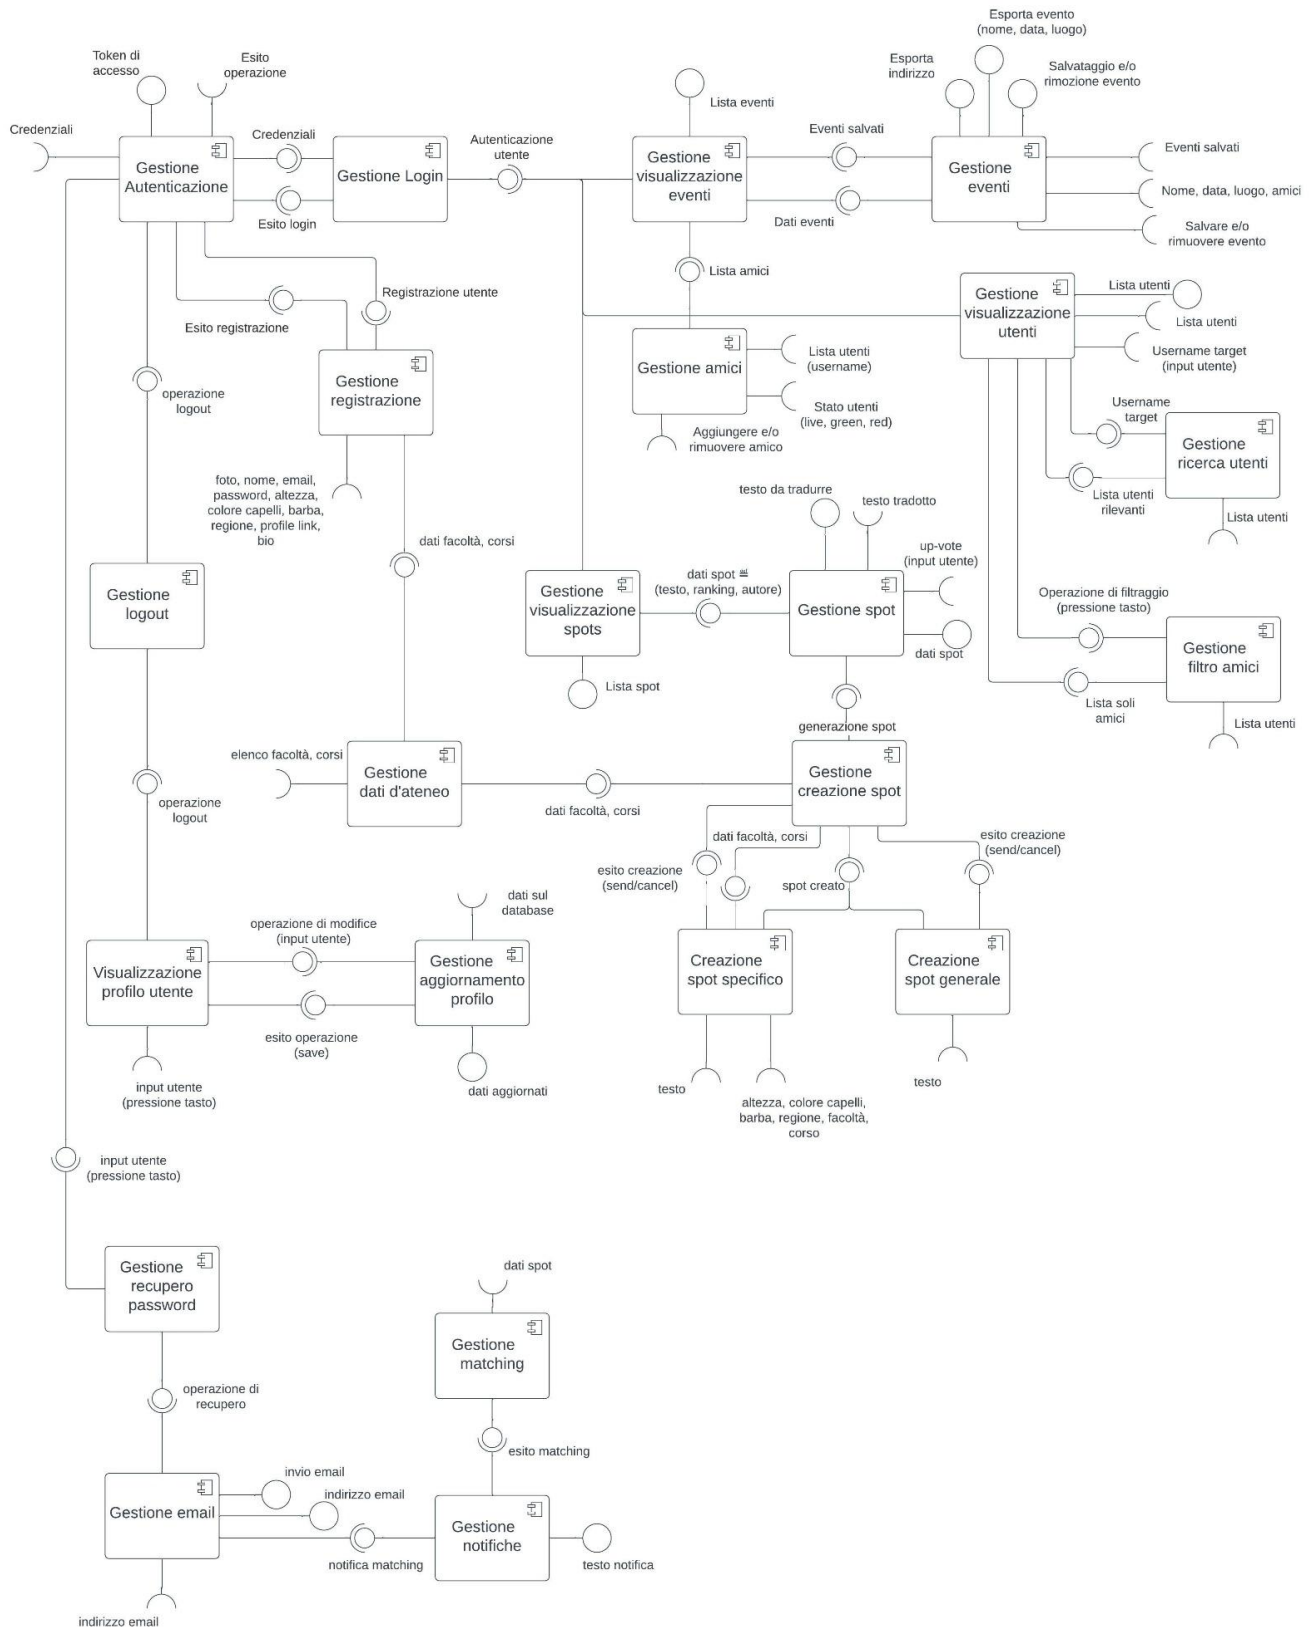 Esporta evento
(nome, data, luogo)
Token di
accesso
Esito
operazione
Esporta
indirizzo
Salvataggio e/o
rimozione evento
Lista eventi
Credenziali
Credenziali
Autenticazione
utente
Eventi salvati
Eventi salvati
Gestione
Autenticazione
Gestione Login
Gestione
visualizzazione
eventi
Gestione
eventi
Nome, data, luogo, amici
Esito login
Dati eventi
Salvare e/o
rimuovere evento
Lista amici
Registrazione utente
Esito registrazione
Gestione
visualizzazione
utenti
Lista utenti
Lista utenti
Username target
(input utente)
Gestione amici
Lista utenti
(username)
Stato utenti
(live, green, red)
Aggiungere e/o
rimuovere amico
Gestione
registrazione
operazione
logout
Username
target
Gestione
ricerca utenti
Lista utenti
rilevanti
Lista utenti
foto, nome, email,
password, altezza,
colore capelli, barba,
regione, profile link,
bio
dati facoltà, corsi
testo da tradurre
testo tradotto
up-vote
(input utente)
Gestione
logout
Gestione
visualizzazione
spots
dati spot
(testo, ranking, autore)
Gestione spot
dati spot
Operazione di filtraggio
(pressione tasto)
Gestione
filtro amici
Lista soli
amici
Lista utenti
Lista spot
generazione spot
elenco facoltà, corsi
Gestione
dati d'ateneo
Gestione
creazione spot
operazione
logout
dati facoltà, corsi
dati facoltà, corsi
esito creazione
(send/cancel)
esito creazione
(send/cancel)
spot creato
dati sul
database
operazione di modifice
(input utente)
Visualizzazione
profilo utente
Gestione
aggiornamento
profilo
Creazione
spot specifico
Creazione
spot generale
esito operazione
(save)
input utente
(pressione tasto)
dati aggiornati
testo
altezza, colore capelli,
barba, regione, facoltà,
corso
testo
input utente
(pressione tasto)
Gestione
recupero
password
dati spot
Gestione
matching
operazione di
recupero
esito matching
invio email
indirizzo email
Gestione email
Gestione
notifiche
notifica matching
testo notifica
indirizzo email